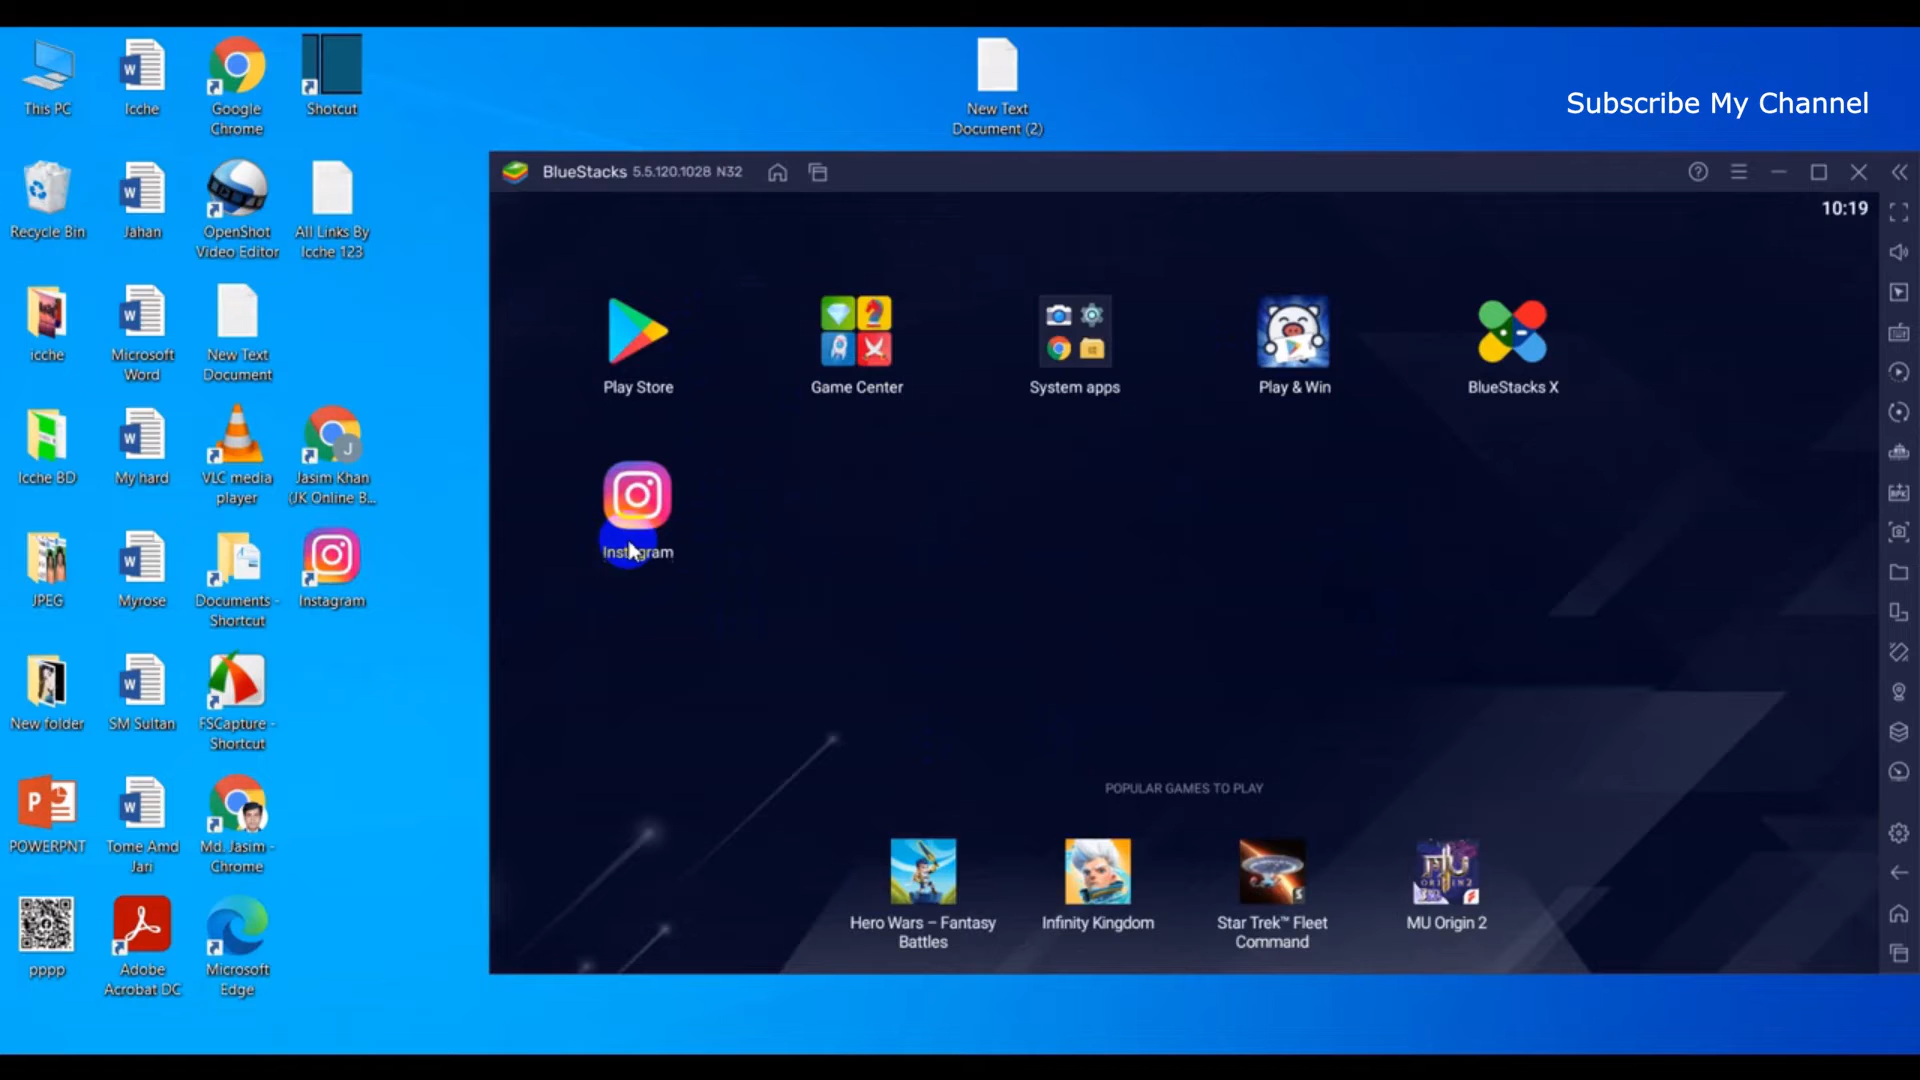 This PC
Icche
Google
Chrome
Shotcut
New Text
Document (2)
Subscribe My Channel
Recycle Bin
Jahan
OpenShot
Video Editor
All Links By
Icche 123
icche
Microsoft
Word
New Text
Document
Icche BD
My hard
VLC media
player
Jasim Khan
(JK Online B...
JPEG
Myrose
Documents -
Shortcut
Instagram
New folder
SM Sultan
FSCapture -
Shortcut
POWERPNT
Tome Amd
Jari
Md. Jasim -
Chrome
pppp
Adobe
Acrobat DC
Microsoft
Edge
BlueStacks 5.5.120.1028 N32
10:19
Play Store
Game Center
System apps
Play & Win
BlueStacks X
Instagram
POPULAR GAMES TO PLAY
Hero Wars – Fantasy
Battles
Infinity Kingdom
Star Trek™ Fleet
Command
MU Origin 2